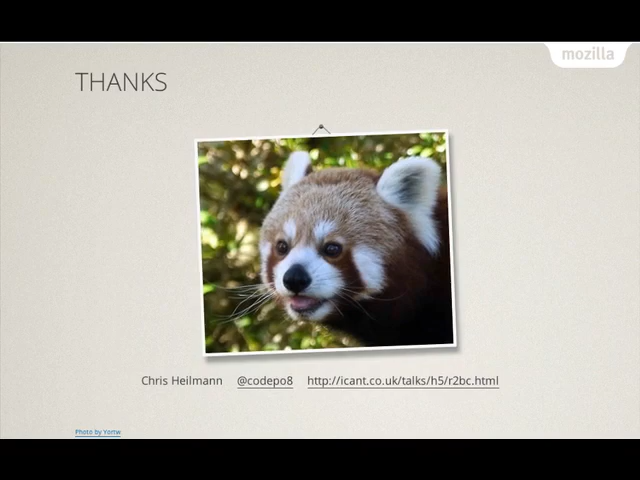 mozilla
THANKS
Chris Heilmann @codepo8 http://icant.co.uk/talks/h5/r2bc.html
Photo by Yortw